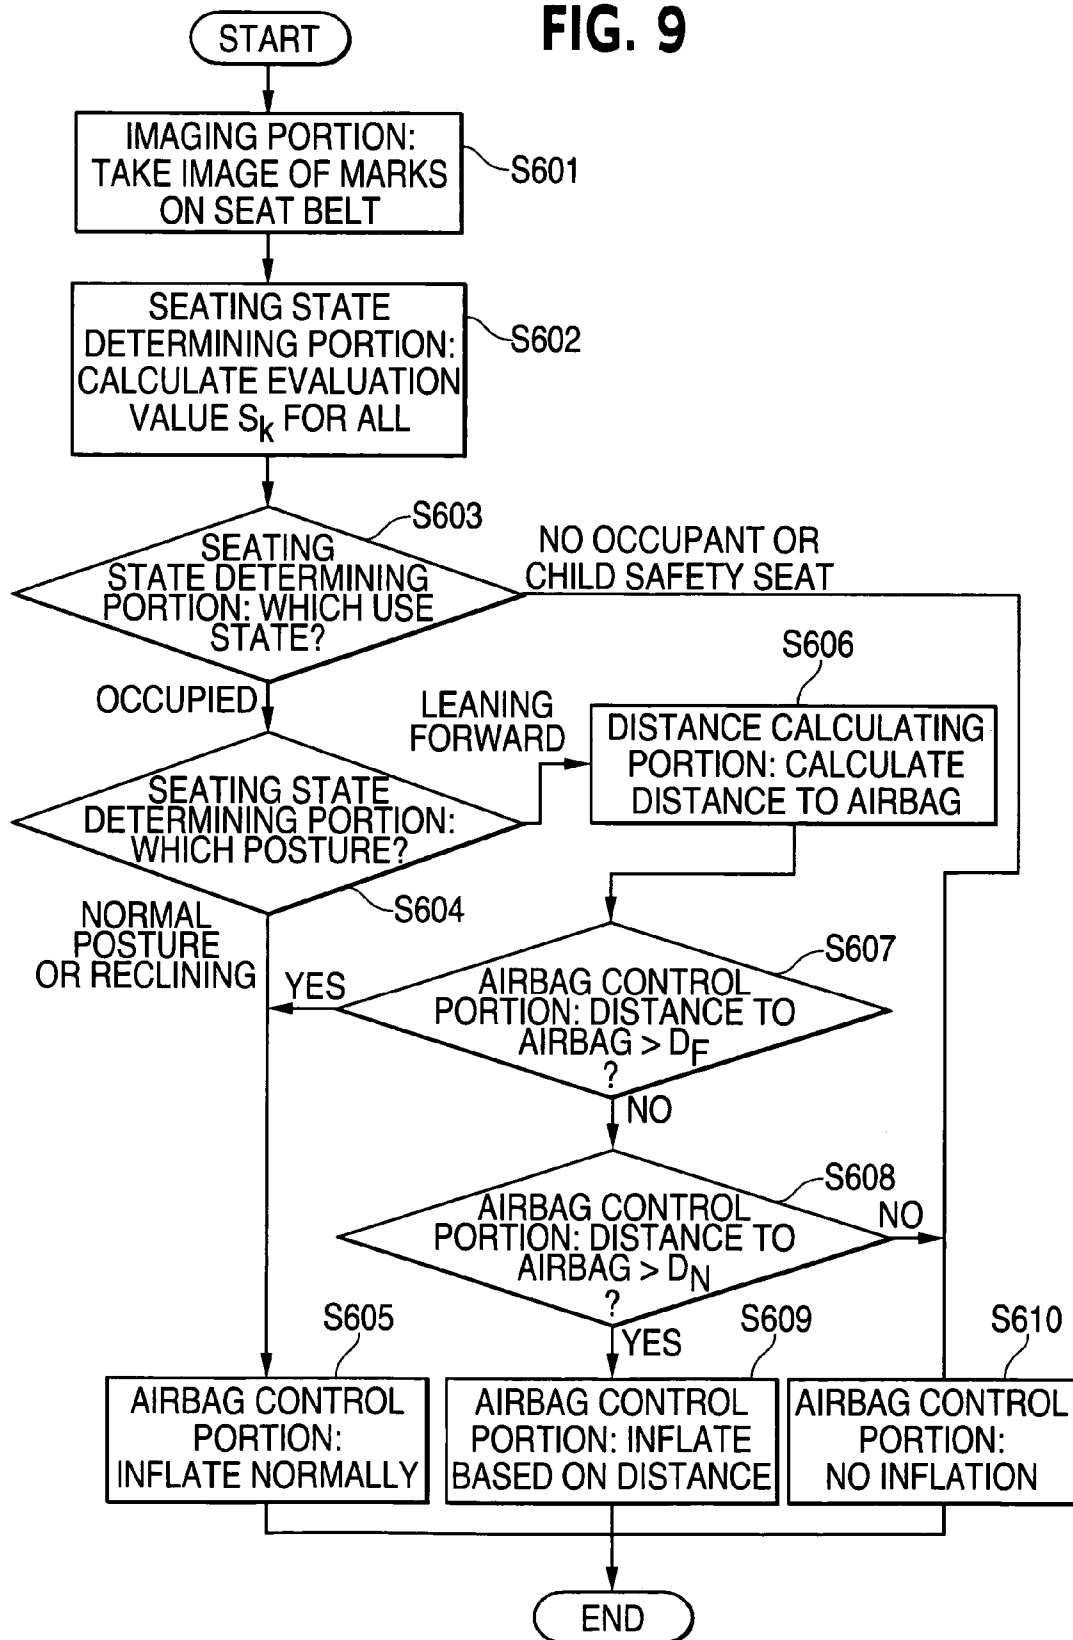 FIG. 9
START
IMAGING PORTION:
TAKE IMAGE OF MARKS
ON SEAT BELT
S601
SEATING STATE
DETERMINING PORTION:
CALCULATE EVALUATION
VALUE Sk FOR ALL
S602
S603
SEATING
STATE DETERMINING
PORTION: WHICH USE
STATE?
NO OCCUPANT OR
CHILD SAFETY SEAT
OCCUPIED
SEATING STATE
DETERMINING PORTION:
WHICH POSTURE?
S604
LEANING
FORWARD
S606
DISTANCE CALCULATING
PORTION: CALCULATE
DISTANCE TO AIRBAG
NORMAL
POSTURE
OR RECLINING
S607
AIRBAG CONTROL
PORTION: DISTANCE TO
AIRBAG > DF
?
YES
NO
S608
AIRBAG CONTROL
PORTION: DISTANCE TO
AIRBAG > DN
?
NO
YES
S605
AIRBAG CONTROL
PORTION:
INFLATE NORMALLY
S609
AIRBAG CONTROL
PORTION: INFLATE
BASED ON DISTANCE
S610
AIRBAG CONTROL
PORTION:
NO INFLATION
END